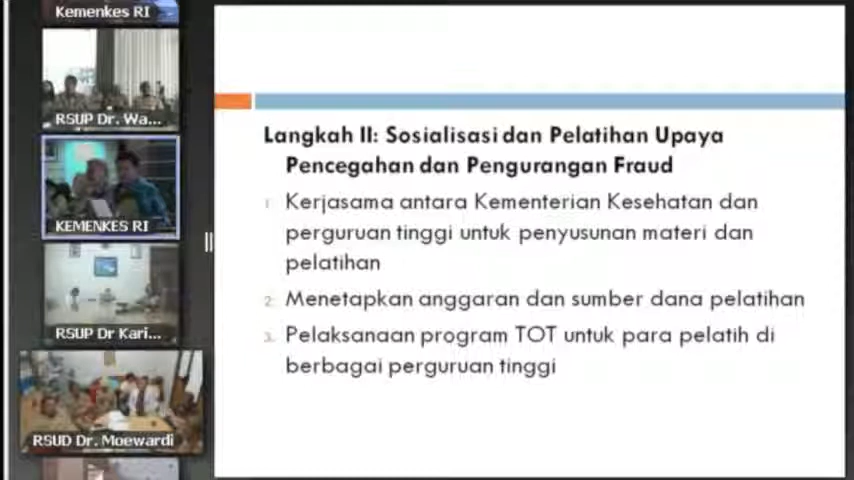 Kemenkes RI
RSUP Dr. Wa...
KEMENKES RI
RSUP Dr Kari...
RSUD Dr. Moewardi
Langkah II: Sosialisasi dan Pelatihan Upaya
Pencegahan dan Pengurangan Fraud
1. Kerjasama antara Kementerian Kesehatan dan
perguruan tinggi untuk penyusunan materi dan
pelatihan
2. Menetapkan anggaran dan sumber dana pelatihan
3. Pelaksanaan program TOT untuk para pelatih di
berbagai perguruan tinggi